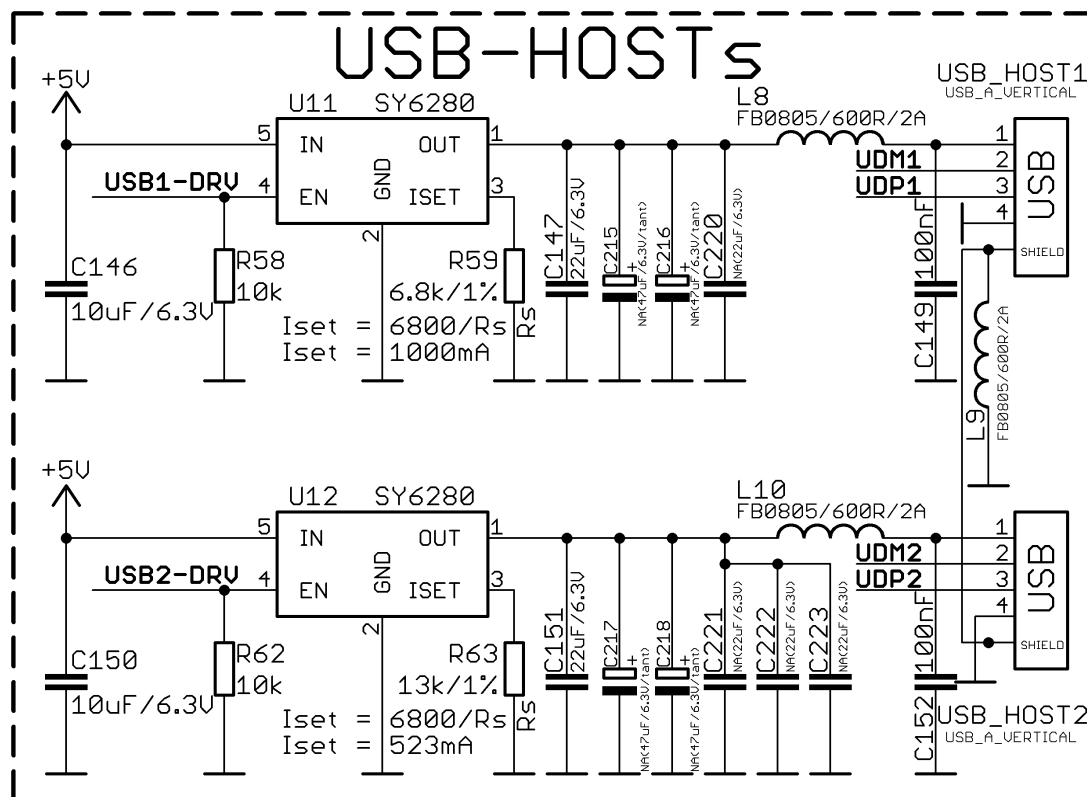 USB-HOSTs
+5V
U11 SY6280
5 IN OUT 1
GND
USB1-DRV 4 EN ISET 3
2
C146
10uF/6.3V
R58
10k
R59
6.8k/1%
Rs
Iset = 6800/Rs
Iset = 1000mA
C147
22uF/6.3V
C215
+
NA(47uF/6.3V/tant)
C216
+
NA(47uF/6.3V/tant)
C220
NA(22uF/6.3V)
L8
FB0805/600R/2A
USB_HOST1
USB_A_VERTICAL
1
UDM1 2
UDP1 3
4
USB
SHIELD
C149
100nF
L9
FB0805/600R/2A
+5V
U12 SY6280
5 IN OUT 1
GND
USB2-DRV 4 EN ISET 3
2
C150
10uF/6.3V
R62
10k
R63
13k/1%
Rs
Iset = 6800/Rs
Iset = 523mA
C151
22uF/6.3V
C217
+
NA(47uF/6.3V/tant)
C218
+
NA(47uF/6.3V/tant)
C221
NA(22uF/6.3V)
C222
NA(22uF/6.3V)
C223
NA(22uF/6.3V)
L10
FB0805/600R/2A
1
UDM2 2
UDP2 3
4
USB
SHIELD
C152
100nF
USB_HOST2
USB_A_VERTICAL